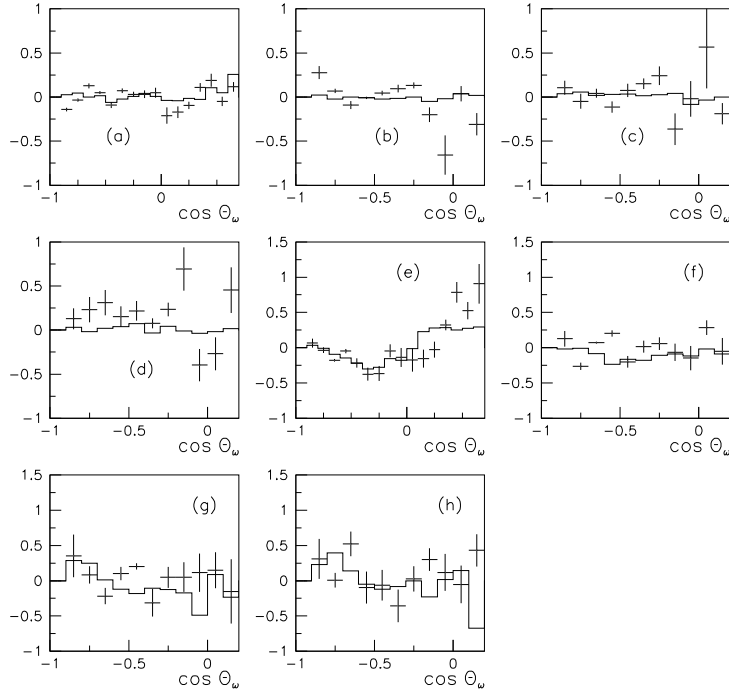 1 1 1
0.5 0.5 0.5
0 0 0
-0.5 (a) -0.5 (b) -0.5 (c)
-1 -1 -1
-1 0 -1 -0.5 0 -1 -0.5 0
cos Θω cos Θω cos Θω
1 1.5 1.5
0.5 1 (e) 1 (f)
0.5 0.5
0 0 0
-0.5 (d) -0.5 -0.5
-1 -1 -1
-1 -0.5 0 -1 0 -1 -0.5 0
cos Θω cos Θω cos Θω
1.5 1.5
1 (g) 1 (h)
0.5 0.5
0 0
-0.5 -0.5
-1 -1
-1 -0.5 0 -1 -0.5 0
cos Θω cos Θω